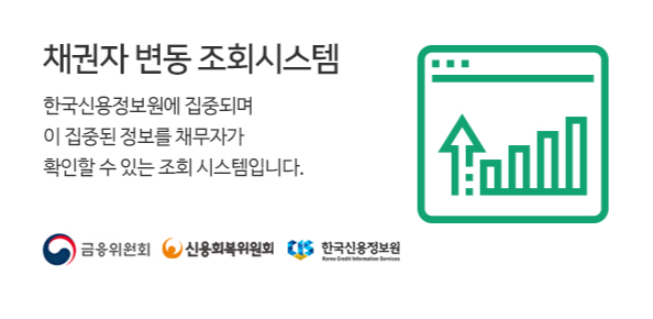 채권자 변동 조회시스템
한국신용정보원에 집중되며
이 집중된 정보를 채무자가
확인할 수 있는 조회 시스템입니다.
금융위원회 신용회복위원회 CIS 한국신용정보원
Korea Credit Information Services